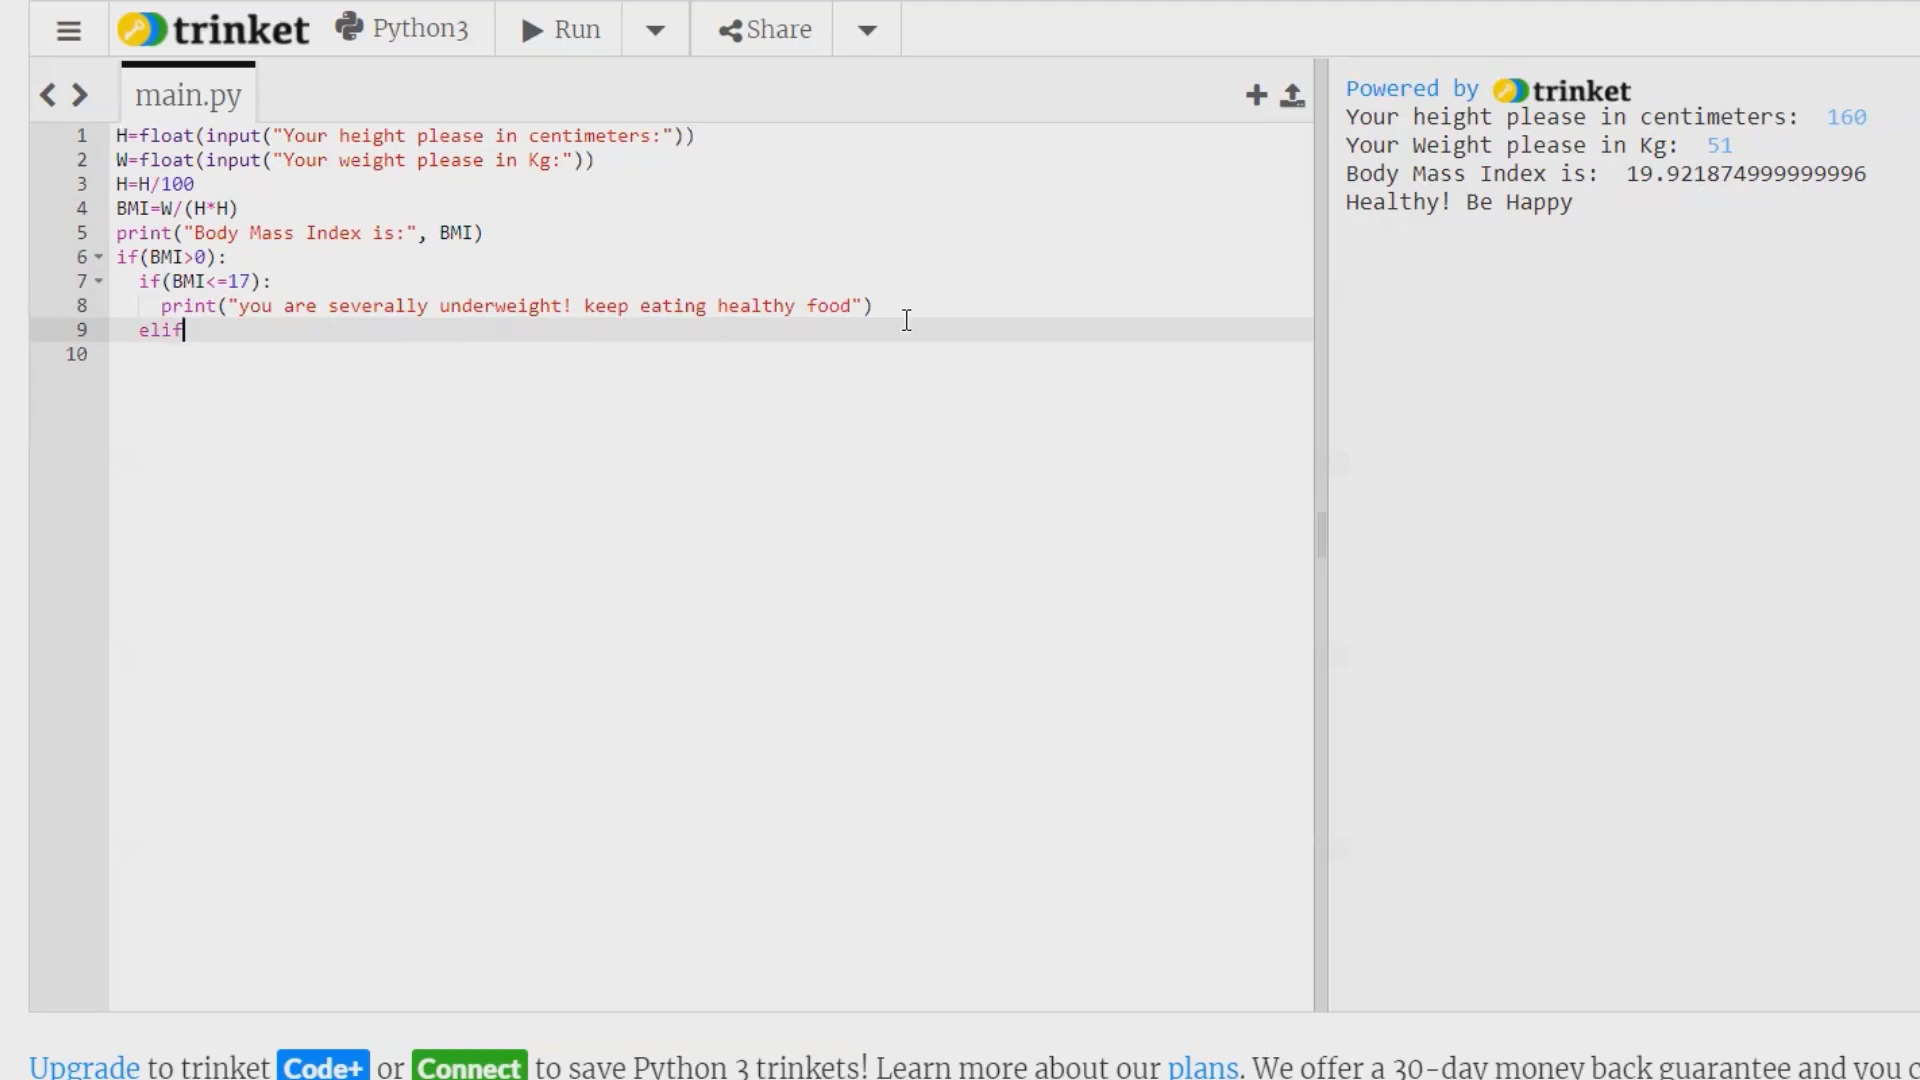 trinket Python3 Run Share
main.py
1 H=float(input("Your height please in centimeters:"))
2 W=float(input("Your weight please in Kg:"))
3 H=H/100
4 BMI=W/(H*H)
5 print("Body Mass Index is:", BMI)
6 if(BMI>0):
7 if(BMI<=17):
8 print("you are severally underweight! keep eating healthy food")
9 elif
10
Powered by trinket
Your height please in centimeters: 160
Your Weight please in Kg: 51
Body Mass Index is: 19.921874999999996
Healthy! Be Happy
Upgrade to trinket Code+ or Connect to save Python 3 trinkets! Learn more about our plans. We offer a 30-day money back guarantee and you